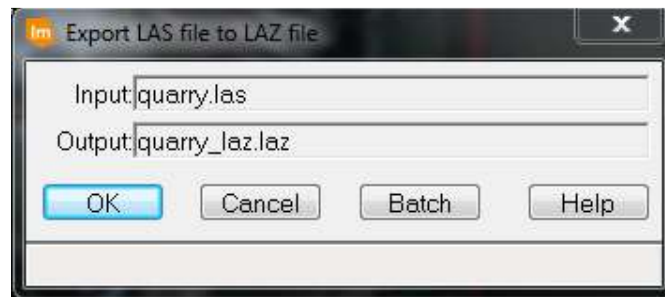 Im Export LAS file to LAZ file
x
Input: quarry.las
Output: quarry_laz.laz
OK Cancel Batch Help